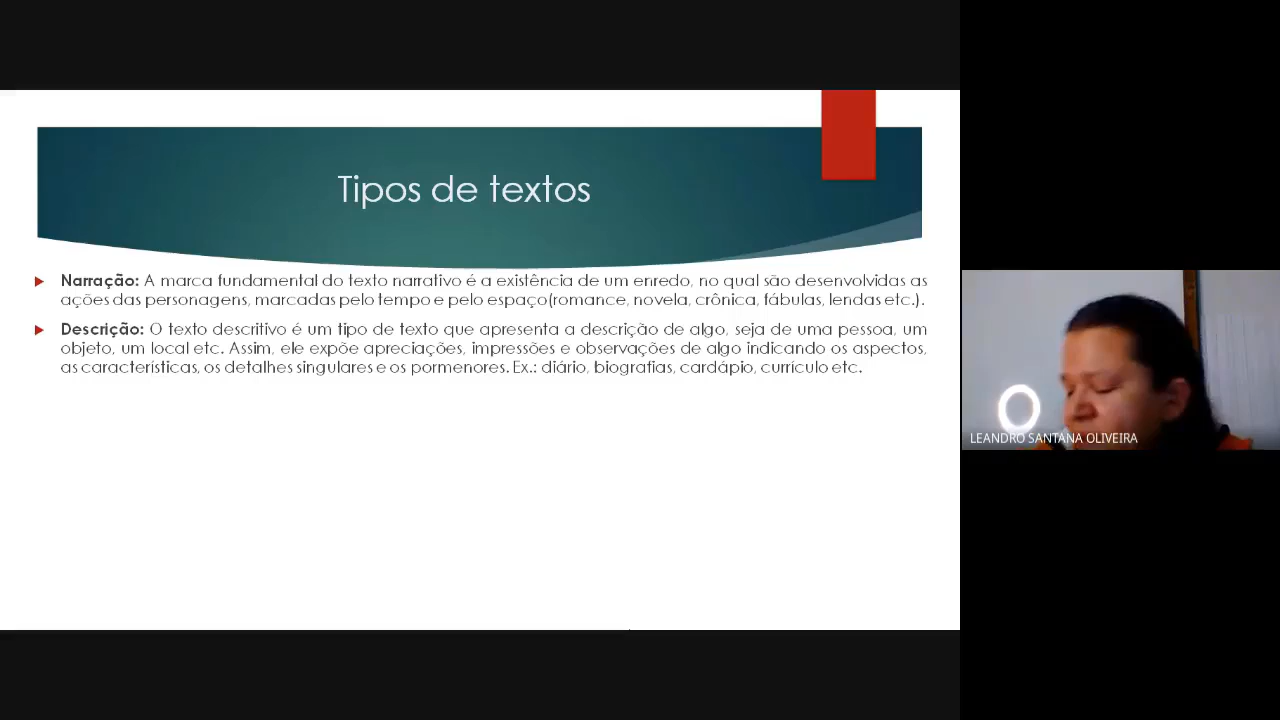 Tipos de textos
Narração: A marca fundamental do texto narrativo é a existência de um enredo, no qual são desenvolvidas as
ações das personagens, marcadas pelo tempo e pelo espaço(romance, novela, crônica, fábulas, lendas etc.).
Descrição: O texto descritivo é um tipo de texto que apresenta a descrição de algo, seja de uma pessoa, um
objeto, um local etc. Assim, ele expõe apreciações, impressões e observações de algo indicando os aspectos,
as características, os detalhes singulares e os pormenores. Ex.: diário, biografias, cardápio, currículo etc.
LEANDRO SANTANA OLIVEIRA